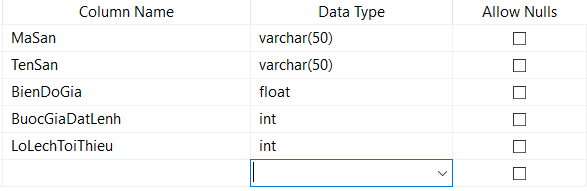 Column Name Data Type Allow Nulls
MaSan varchar(50)
TenSan varchar(50)
BienDoGia float
BuocGiaDatLenh int
LoLechToiThieu int